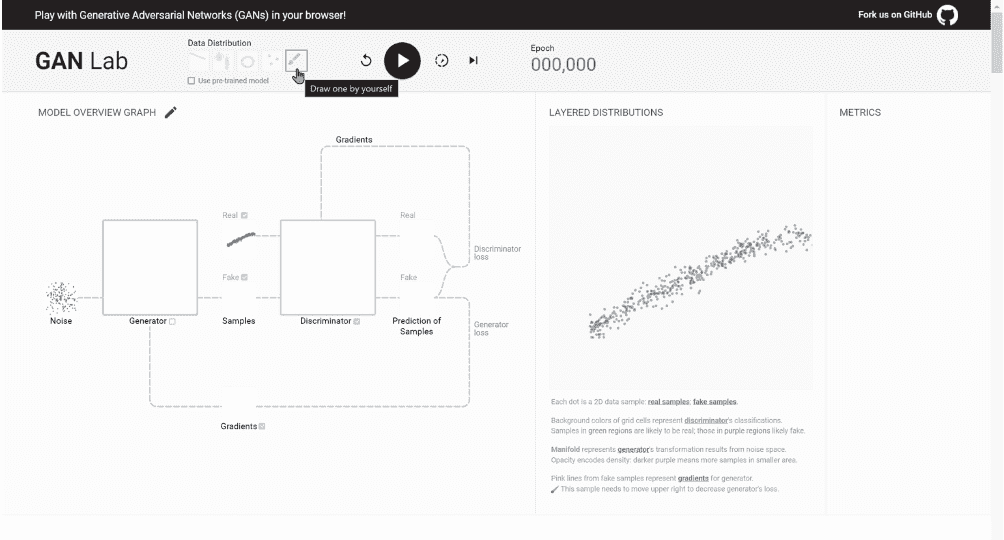 Play with Generative Adversarial Networks (GANs) in your browser!
Fork us on GitHub
GAN Lab
Data Distribution
Use pre-trained model
Draw one by yourself
Epoch
000,000
MODEL OVERVIEW GRAPH
LAYERED DISTRIBUTIONS
METRICS
Gradients
Real
Real
Discriminator
loss
Fake
Fake
Noise
Generator
Samples
Discriminator
Prediction of
Samples
Generator
loss
Gradients
Each dot is a 2D data sample: real samples; fake samples.
Background colors of grid cells represent discriminator's classifications.
Samples in green regions are likely to be real; those in purple regions likely fake.
Manifold represents generator's transformation results from noise space.
Opacity encodes density: darker purple means more samples in smaller area.
Pink lines from fake samples represent gradients for generator.
This sample needs to move upper right to decrease generator's loss.